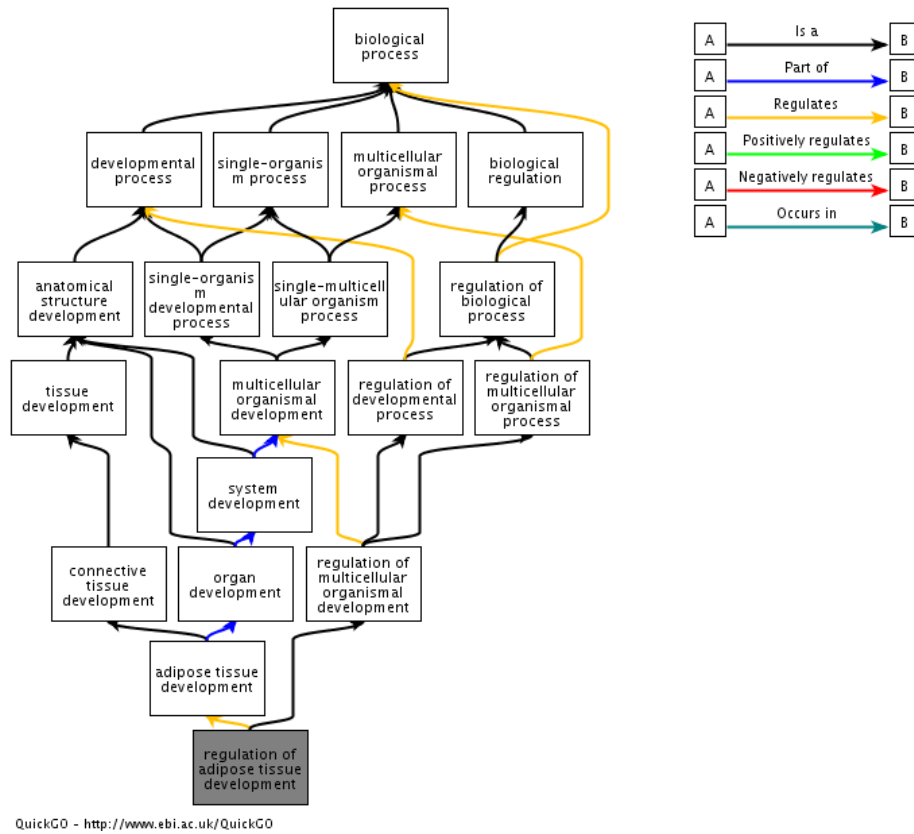 biological
process
A
Is a
B
A
Part of
B
A
Regulates
B
A
Positively regulates
B
A
Negatively regulates
B
A
Occurs in
B
developmental
process
single-organis
m process
multicellular
organismal
process
biological
regulation
anatomical
structure
development
single-organis
m
developmental
process
single-multicell
ular organism
process
regulation of
biological
process
tissue
development
multicellular
organismal
development
regulation of
developmental
process
regulation of
multicellular
organismal
process
system
development
connective
tissue
development
organ
development
regulation of
multicellular
organismal
development
adipose tissue
development
regulation of
adipose tissue
development
QuickGO - http://www.ebi.ac.uk/QuickGO